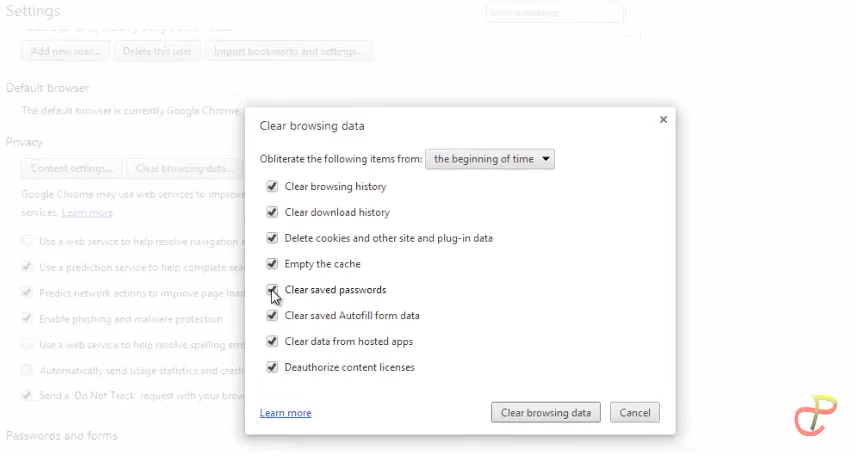 Settings
Add new user... Delete this user Import bookmarks and settings...
Default browser
The default browser is currently Google Chrome.
Privacy
Content settings... Clear browsing data...
Google Chrome may use web services to improve
services. Learn more
Use a web service to help resolve navigation
Use a prediction service to help complete
Predict network actions to improve page load
Enable phishing and malware protection
Use a web service to help resolve spelling
Automatically send usage statistics and
Send a 'Do Not Track' request with your
Passwords and forms
Clear browsing data
Obliterate the following items from: the beginning of time
Clear browsing history
Clear download history
Delete cookies and other site and plug-in data
Empty the cache
Clear saved passwords
Clear saved Autofill form data
Clear data from hosted apps
Deauthorize content licenses
Learn more Clear browsing data Cancel